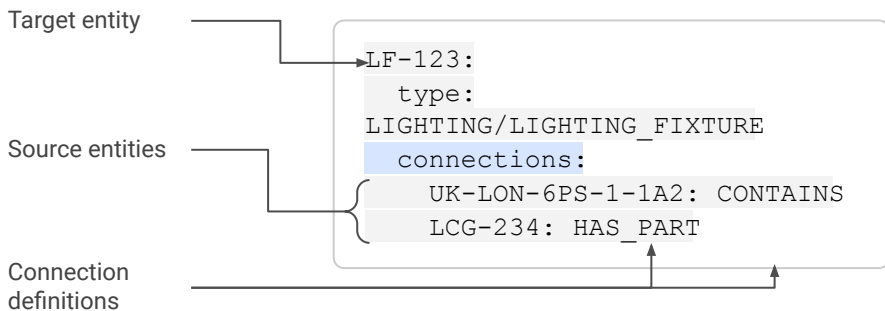 Target entity
LF-123:
type:
LIGHTING/LIGHTING_FIXTURE
Source entities
connections:
UK-LON-6PS-1-1A2: CONTAINS
LCG-234: HAS_PART
Connection
definitions